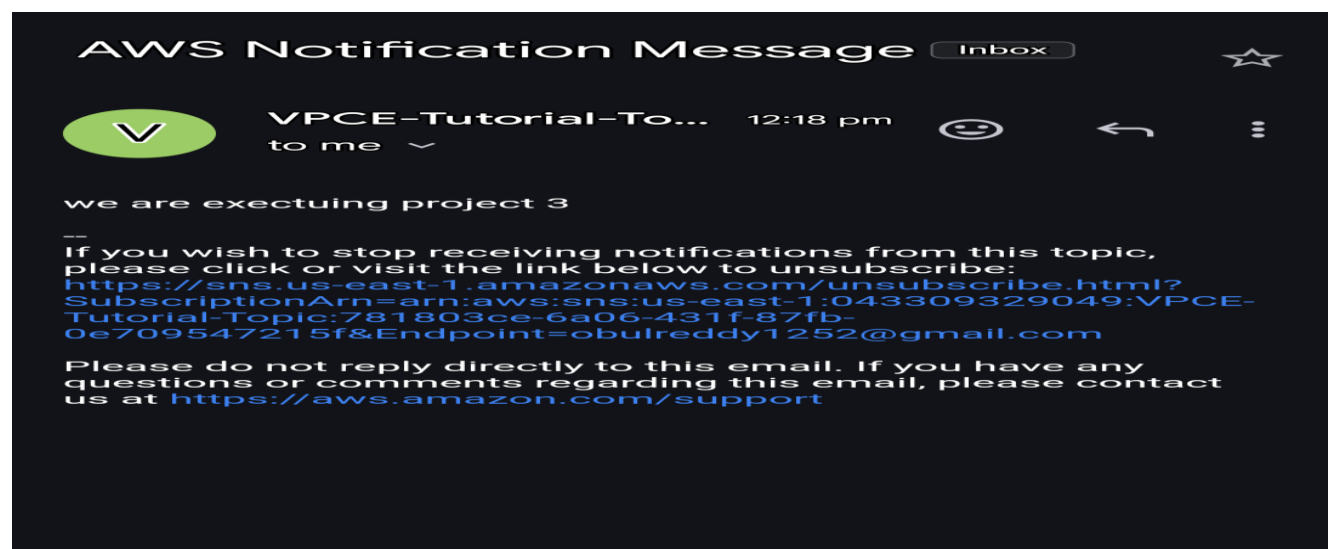 AWS Notification Message Inbox
V
VPCE-Tutorial-To... 12:18 pm
to me
we are exectuing project 3
--
If you wish to stop receiving notifications from this topic,
please click or visit the link below to unsubscribe:
https://sns.us-east-1.amazonaws.com/unsubscribe.html?
SubscriptionArn=arn:aws:sns:us-east-1:043309329049:VPCE-
Tutorial-Topic:781803ce-6a06-431f-87fb-
0e709547215f&Endpoint=obulreddy1252@gmail.com
Please do not reply directly to this email. If you have any
questions or comments regarding this email, please contact
us at https://aws.amazon.com/support